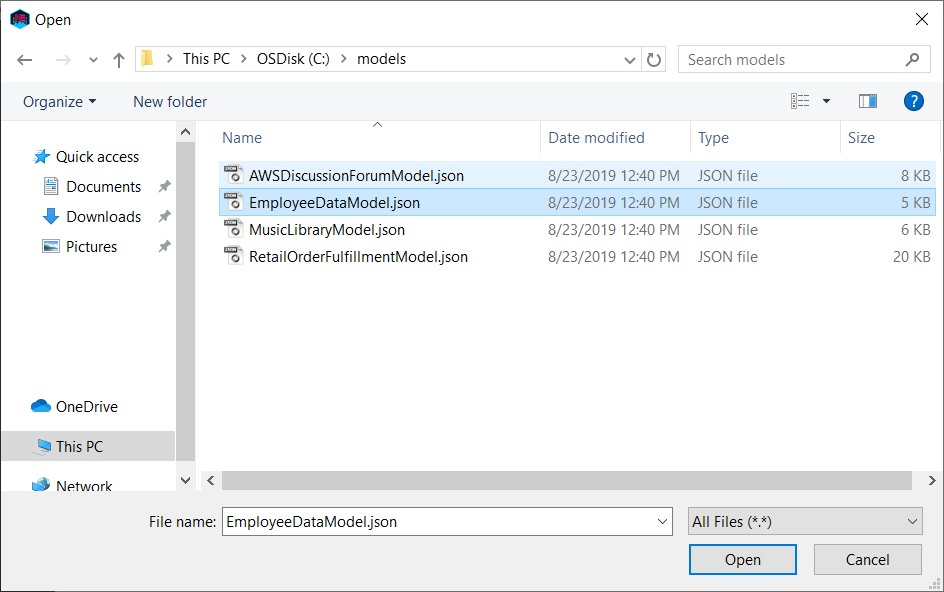 Open
This PC > OSDisk (C:) > models
Search models
Organize
New folder
?
Name
Date modified
Type
Size
Quick access
Documents
Downloads
Pictures
OneDrive
This PC
Network
AWSDiscussionForumModel.json 8/23/2019 12:40 PM JSON file 8 KB
EmployeeDataModel.json 8/23/2019 12:40 PM JSON file 5 KB
MusicLibraryModel.json 8/23/2019 12:40 PM JSON file 6 KB
RetailOrderFulfillmentModel.json 8/23/2019 12:40 PM JSON file 20 KB
File name: EmployeeDataModel.json
All Files (*.*)
Open
Cancel